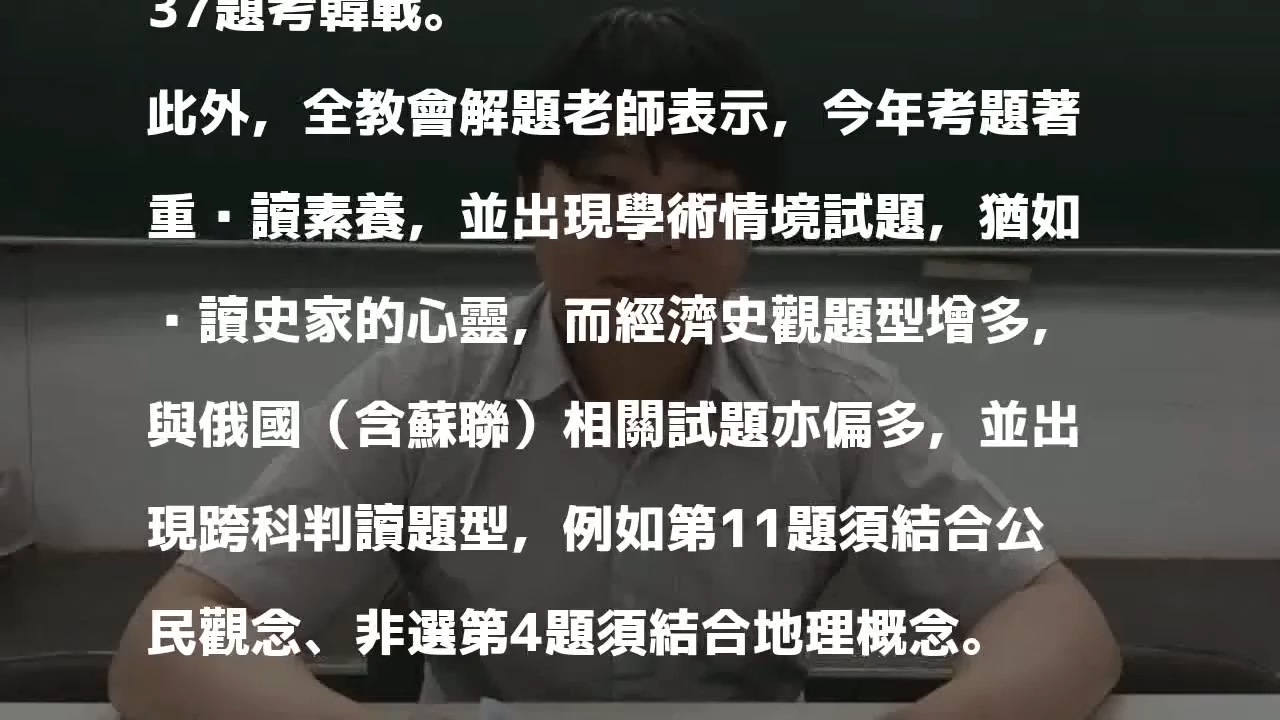 37題考韓戰。
此外，全教會解題老師表示，今年考題著
重·讀素養，並出現學術情境試題，猶如
·讀史家的心靈，而經濟史觀題型增多，
與俄國（含蘇聯）相關試題亦偏多，並出
現跨科判讀題型，例如第11題須結合公
民觀念、非選第4題須結合地理概念。